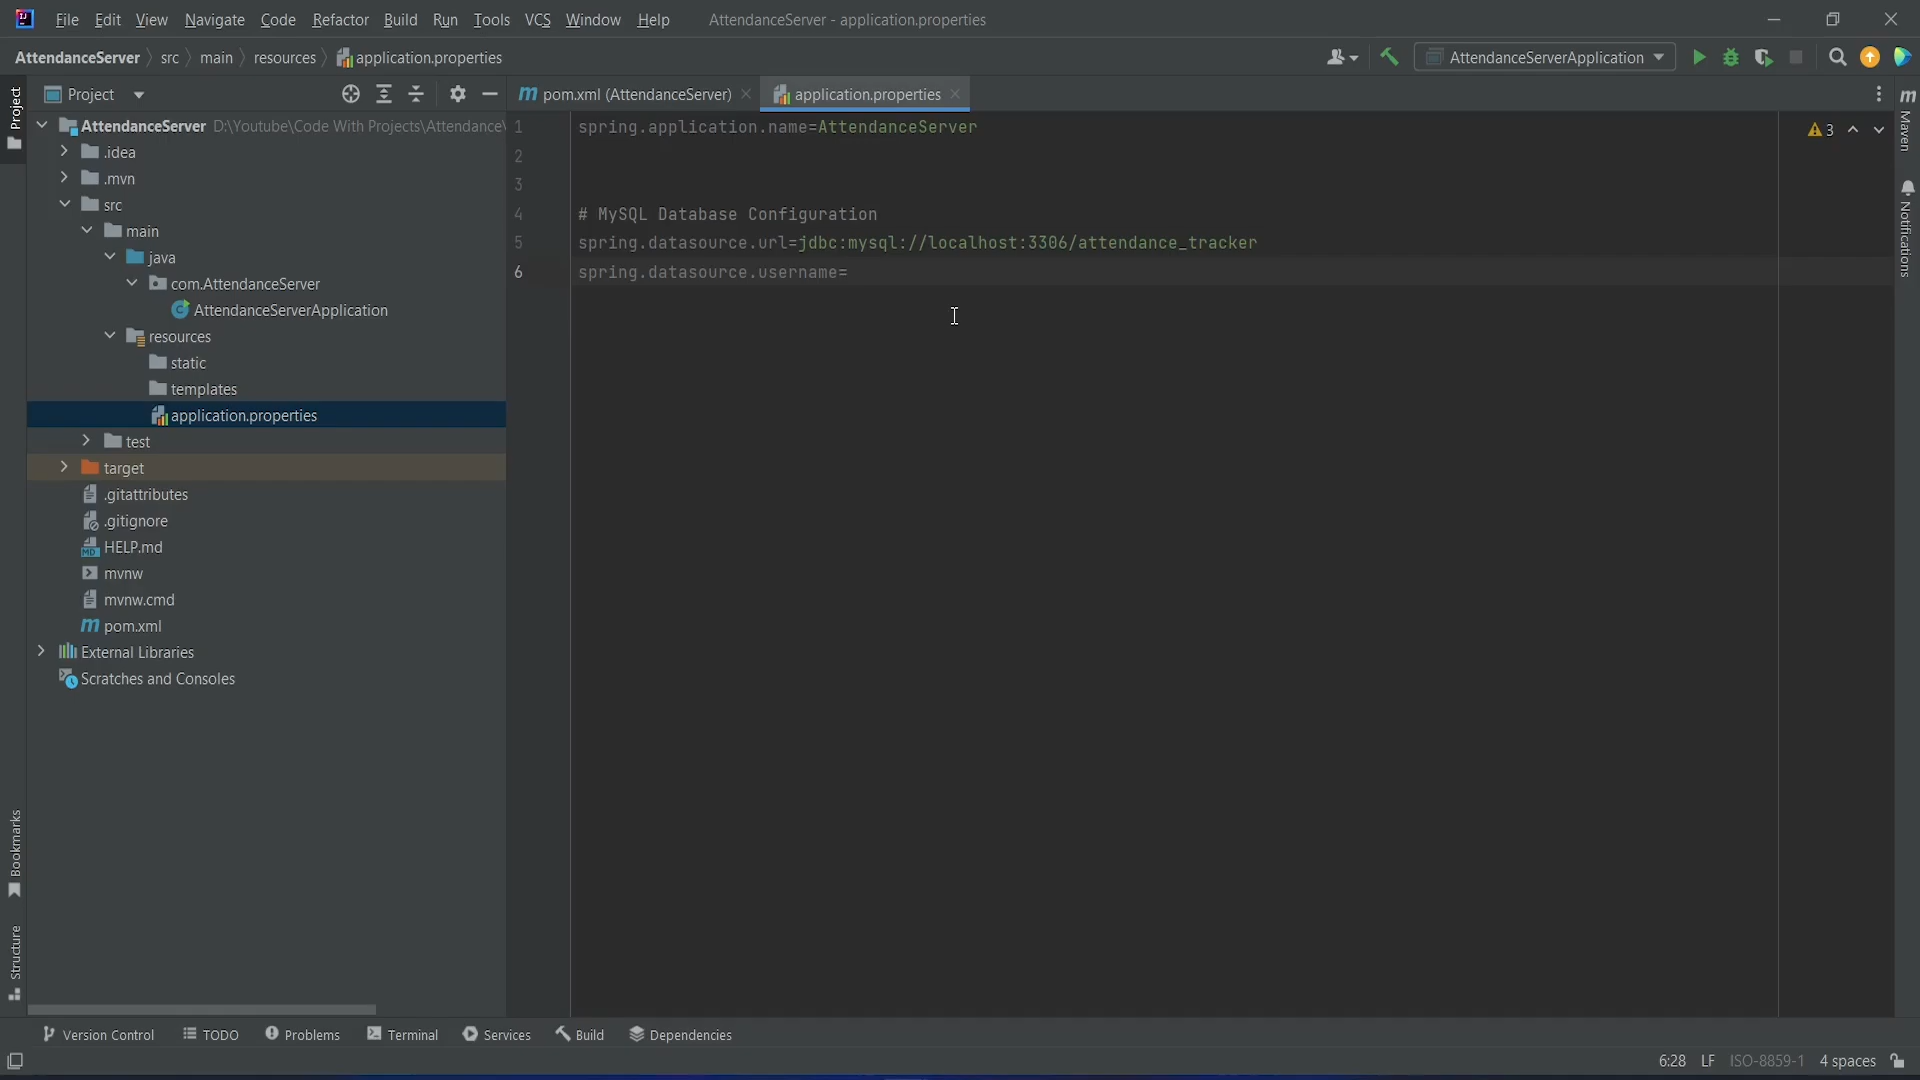 File Edit View Navigate Code Refactor Build Run Tools VCS Window Help AttendanceServer - application.properties
AttendanceServer src main resources application.properties AttendanceServerApplication
Project pom.xml (AttendanceServer) application.properties
AttendanceServer D:\Youtube\Code With Projects\Attendance\
.idea
.mvn
src
main
java
com.AttendanceServer
AttendanceServerApplication
resources
static
templates
application.properties
test
target
.gitattributes
.gitignore
HELP.md
mvnw
mvnw.cmd
pom.xml
External Libraries
Scratches and Consoles
1 spring.application.name=AttendanceServer
2
3
4 # MySQL Database Configuration
5 spring.datasource.url=jdbc:mysql://localhost:3306/attendance_tracker
6 spring.datasource.username=
3
Project
Bookmarks
Structure
Maven
Notifications
Version Control TODO Problems Terminal Services Build Dependencies
6:28 LF ISO-8859-1 4 spaces